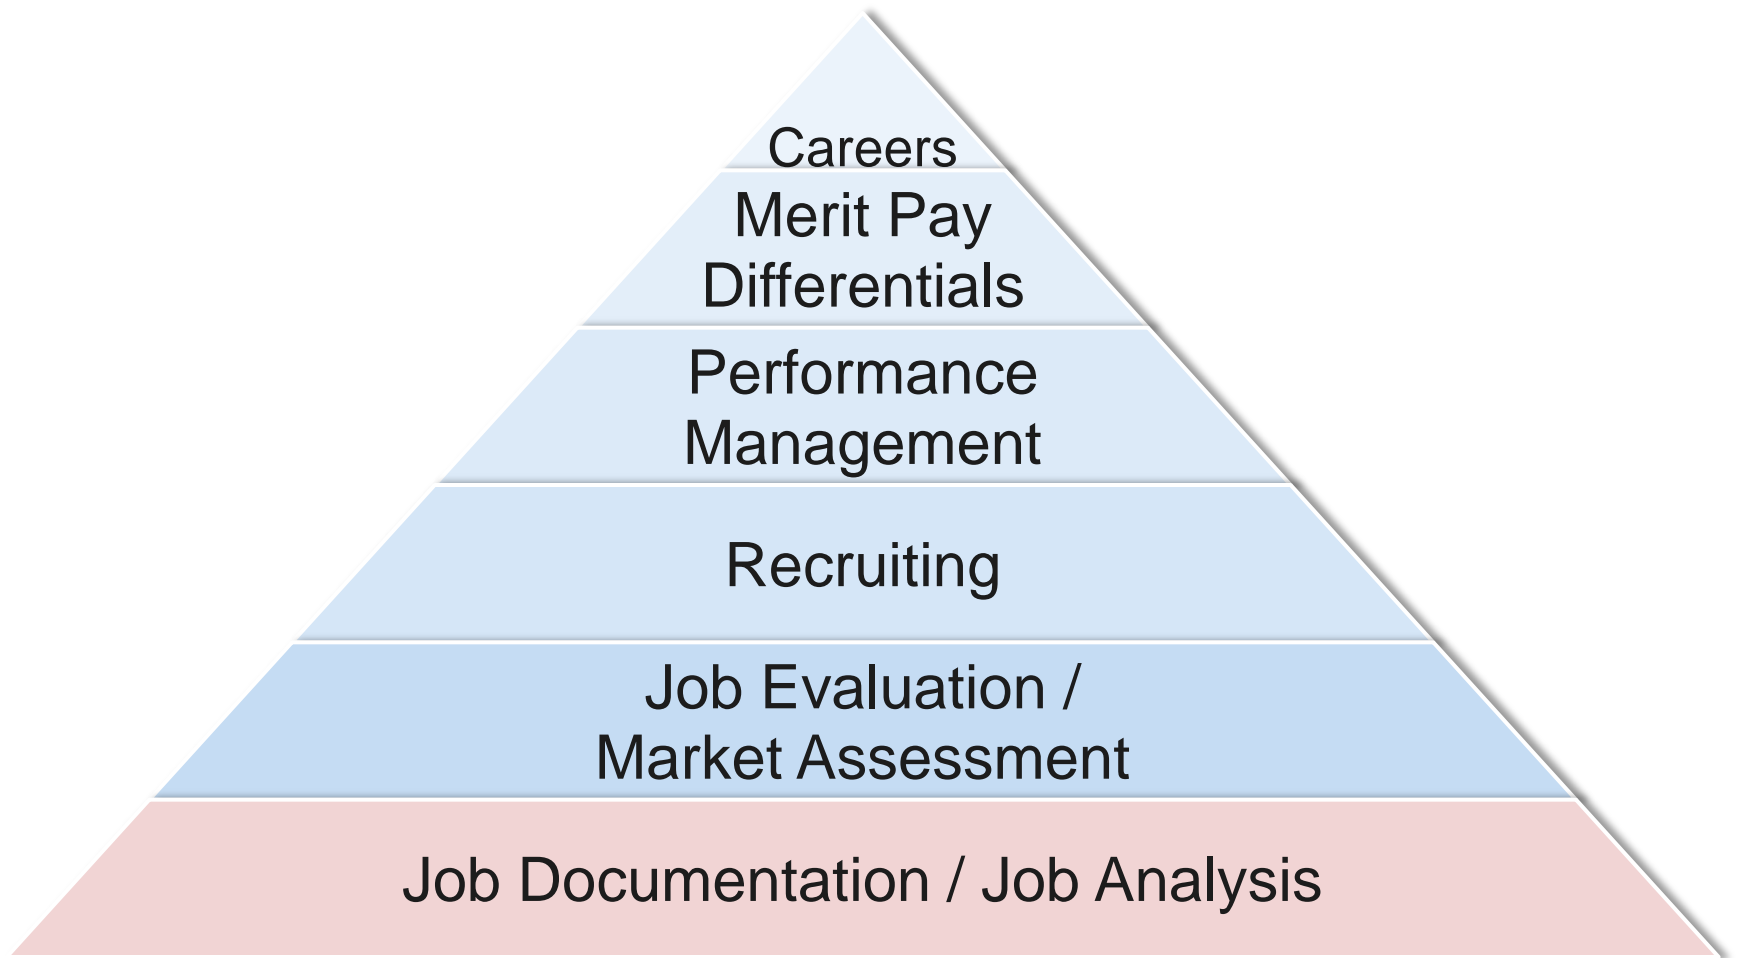 Careers
Merit Pay
Differentials
Performance
Management
Recruiting
Job Evaluation /
Market Assessment
Job Documentation / Job Analysis